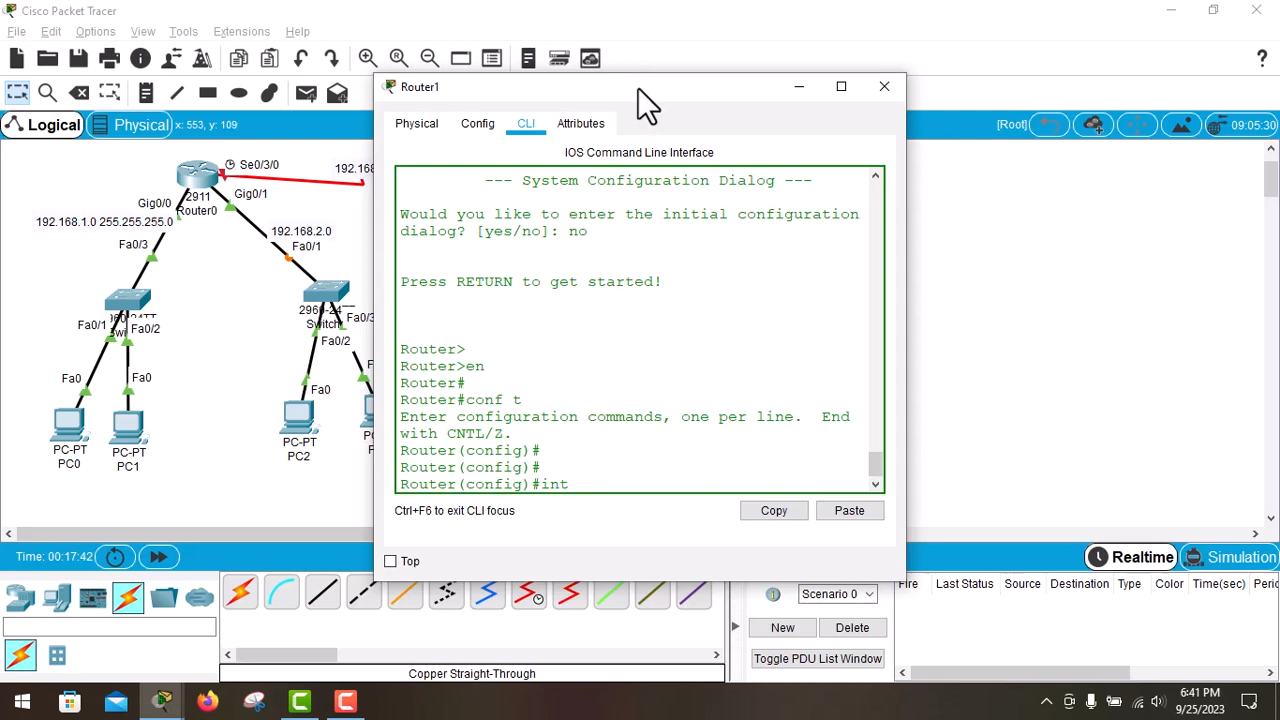 Cisco Packet Tracer
File Edit Options View Tools Extensions Help
Logical
Physical
x: 553, y: 109
[Root]
09:05:30
Router1
Physical Config CLI Attributes
IOS Command Line Interface
--- System Configuration Dialog ---
Would you like to enter the initial configuration
dialog? [yes/no]: no
Press RETURN to get started!
Router>
Router>en
Router#
Router#conf t
Enter configuration commands, one per line. End
with CNTL/Z.
Router(config)#
Router(config)#
Router(config)#int
Ctrl+F6 to exit CLI focus
Copy
Paste
Top
Se0/3/0
192.168
2911
Router0
Gig0/1
Gig0/0
192.168.1.0 255.255.255.0
192.168.2.0
Fa0/3
Fa0/1
Fa0/1
Fa0/2
2960-24
Switch
Fa0/3
Fa0/2
Fa0
Fa0
Fa0
PC-PT
PC0
PC-PT
PC1
PC-PT
PC2
Time: 00:17:42
Realtime
Simulation
Scenario 0
New
Delete
Toggle PDU List Window
Fire Last Status Source Destination Type Color Time(sec) Perio
Copper Straight-Through
6:41 PM
9/25/2023